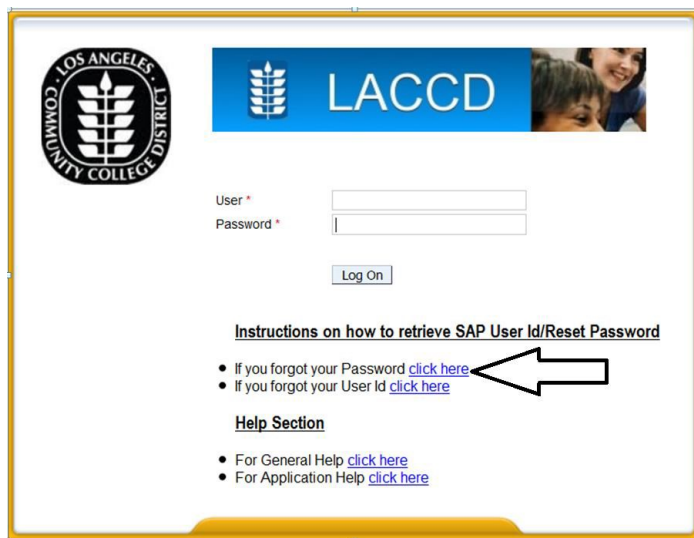 LOS ANGELES
COMMUNITY COLLEGE DISTRICT
LACCD
User *
Password *
Log On
Instructions on how to retrieve SAP User Id/Reset Password
• If you forgot your Password click here
• If you forgot your User Id click here
Help Section
• For General Help click here
• For Application Help click here